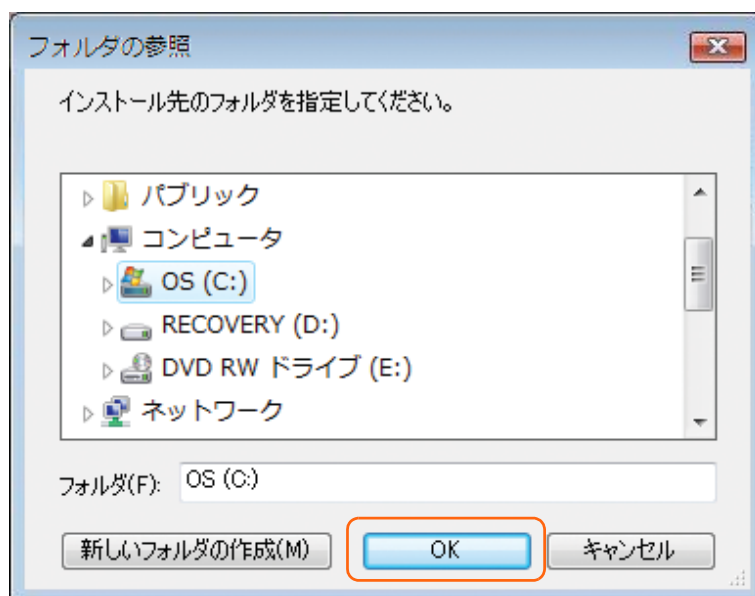 フォルダの参照
インストール先のフォルダを指定してください。
パブリック
コンピュータ
OS (C:)
RECOVERY (D:)
DVD RW ドライブ (E:)
ネットワーク
フォルダ(F): OS (C:)
新しいフォルダの作成(M) OK キャンセル